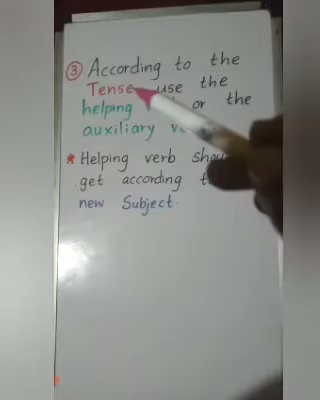 ③ According to the
Tense use the
helping or the
auxiliary
* Helping verb
get according
new Subject.